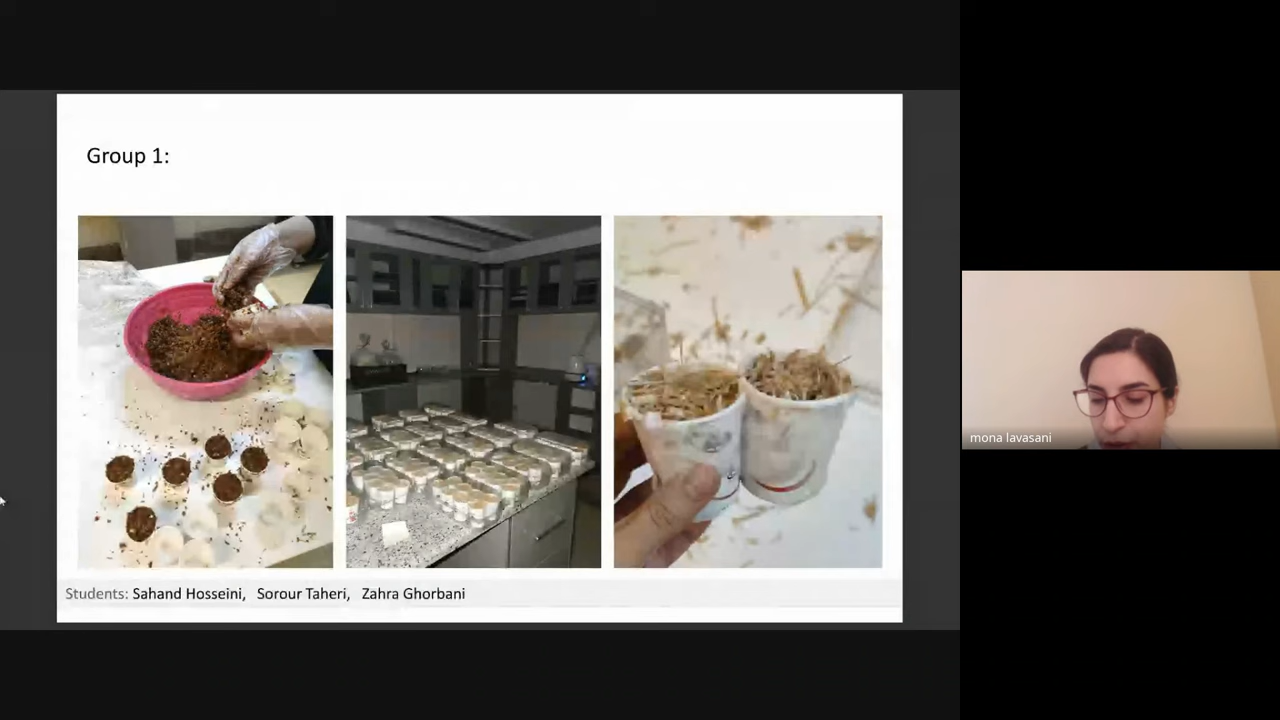 Group 1:
Students: Sahand Hosseini, Sorour Taheri, Zahra Ghorbani
mona lavasani